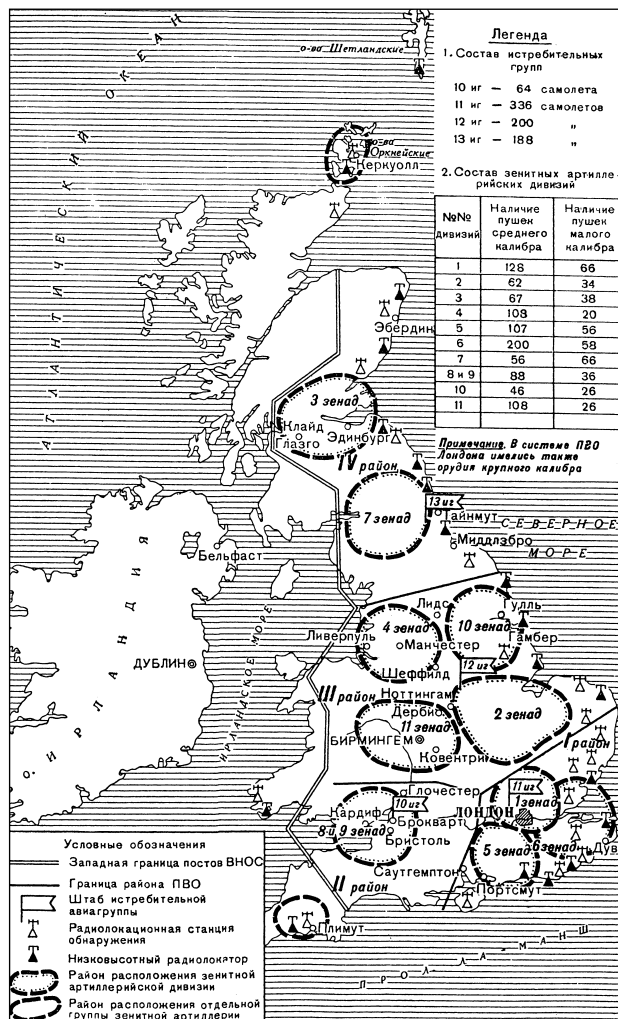 Легенда
1. Состав истребительных
групп
10 иг – 64 самолета
11 иг – 336 самолетов
12 иг – 200 "
13 иг – 188 "
2. Состав зенитных артилле-
рийских дивизий
№№ дивизий | Наличие пушек среднего калибра | Наличие пушек малого калибра
1 128 66
2 62 34
3 67 38
4 108 20
5 107 56
6 200 58
7 56 66
8 и 9 88 36
10 46 26
11 108 26
Примечание. В системе ПВО
Лондона имелись также
орудия крупного калибра
АТЛАНТИЧЕСКИЙ ОКЕАН
о-ва Шетландские
о-ва
Оркнейские
Керкуолл
Эбердин
3 зенад
Клайд
Глазго
Эдинбург
IV район
13 иг
7 зенад
Тайнмут
СЕВЕРНОЕ
МОРЕ
Миддлэбро
Бельфаст
о. ИРЛАНДИЯ
ДУБЛИН
ИРЛАНДСКОЕ МОРЕ
Лидс
Гулль
4 зенад
10 зенад
Ливерпуль
Манчестер
Гамбер
Шеффилд
12 иг
III район
Ноттингам
Дерби
2 зенад
11 зенад
БИРМИНГЕМ
Ковентри
I район
Глочестер
11 иг
1 зенад
10 иг
ЛОНДОН
Кардиф
Брокварт
8 и 9 зенад
Бристоль
5 зенад
6 зенад
Дув
II район
Саутгемптон
Портсмут
Плимут
ПРОЛ. ЛА-МАНШ
Условные обозначения
Западная граница постов ВНОС
Граница района ПВО
Штаб истребительной
авиагруппы
Радиолокационная станция
обнаружения
Низковысотный радиолокатор
Район расположения зенитной
артиллерийской дивизии
Район расположения отдельной
группы зенитной артиллерии